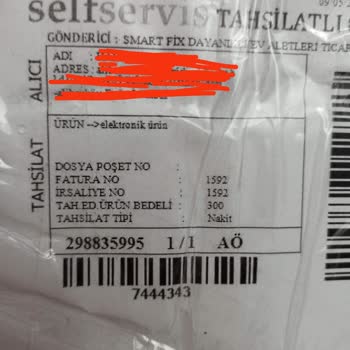 selfservis TAHSİLATLI
GÖNDERİCİ : SMART FİX DAYANIKLI EV ALETLERİ TİCAR
ALICI
ADI :
ADRES :
ÜRÜN -->elektronik ürün
TAHSİLAT
DOSYA POŞET NO :
FATURA NO : 1592
İRSALİYE NO : 1592
TAH.ED.ÜRÜN BEDELİ : 300
TAHSİLAT TİPİ : Nakit
298835995 1/1 AÖ
7444343